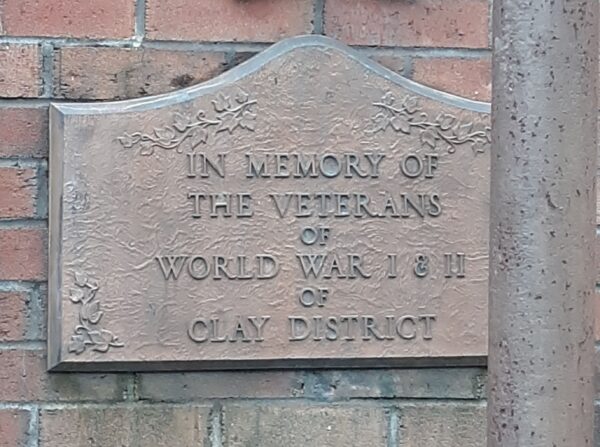 IN MEMORY OF
THE VETERANS
OF
WORLD WAR I & II
OF
CLAY DISTRICT